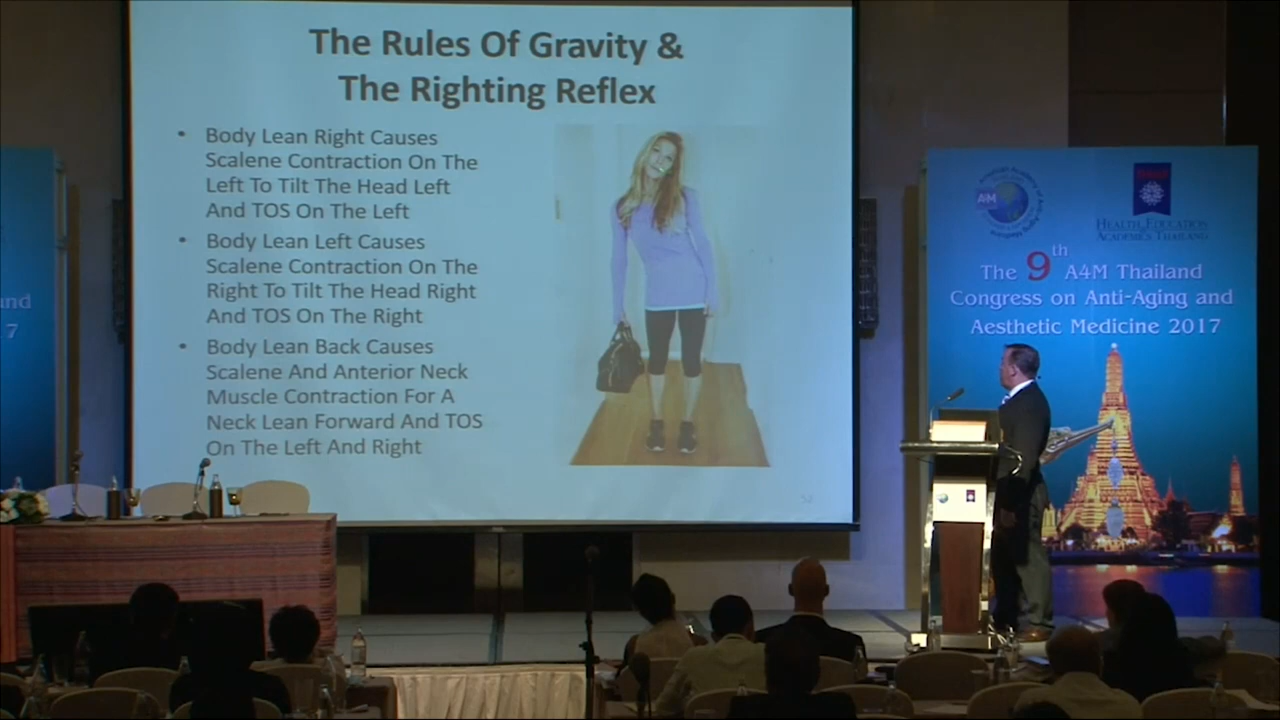 The Rules Of Gravity &
The Righting Reflex
• Body Lean Right Causes
Scalene Contraction On The
Left To Tilt The Head Left
And TOS On The Left
• Body Lean Left Causes
Scalene Contraction On The
Right To Tilt The Head Right
And TOS On The Right
• Body Lean Back Causes
Scalene And Anterior Neck
Muscle Contraction For A
Neck Lean Forward And TOS
On The Left And Right
and
7
A4M
HEALTH EDUCATION
ACADEMICS THAILAND
The 9th A4M Thailand
Congress on Anti-Aging and
Aesthetic Medicine 2017